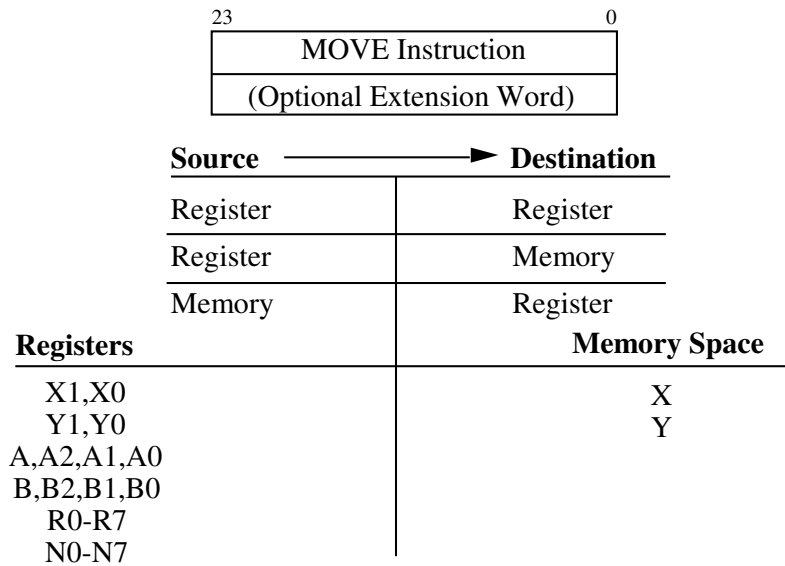 23 0
MOVE Instruction
(Optional Extension Word)
Source Destination
Register Register
Register Memory
Memory Register
Registers Memory Space
X1,X0 X
Y1,Y0 Y
A,A2,A1,A0
B,B2,B1,B0
R0-R7
N0-N7